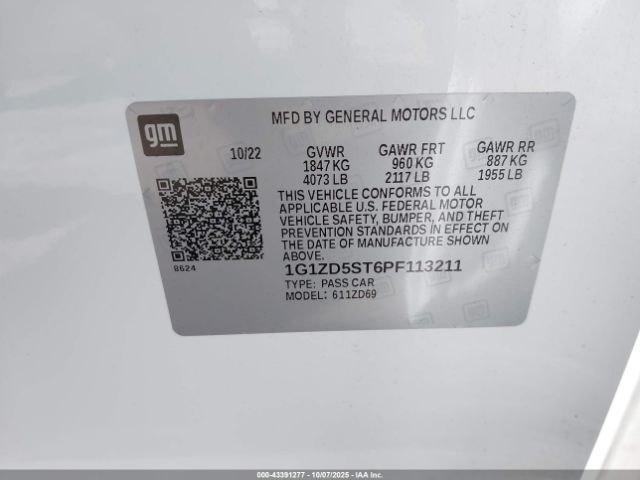 gm
MFD BY GENERAL MOTORS LLC
10/22 GVWR GAWR FRT GAWR RR
1847 KG 960 KG 887 KG
4073 LB 2117 LB 1955 LB
THIS VEHICLE CONFORMS TO ALL
APPLICABLE U.S. FEDERAL MOTOR
VEHICLE SAFETY, BUMPER, AND THEFT
PREVENTION STANDARDS IN EFFECT ON
THE DATE OF MANUFACTURE SHOWN
ABOVE.
8624
1G1ZD5ST6PF113211
TYPE: PASS CAR
MODEL: 611ZD69
000-43391277 - 10/07/2025 - IAAI.COM